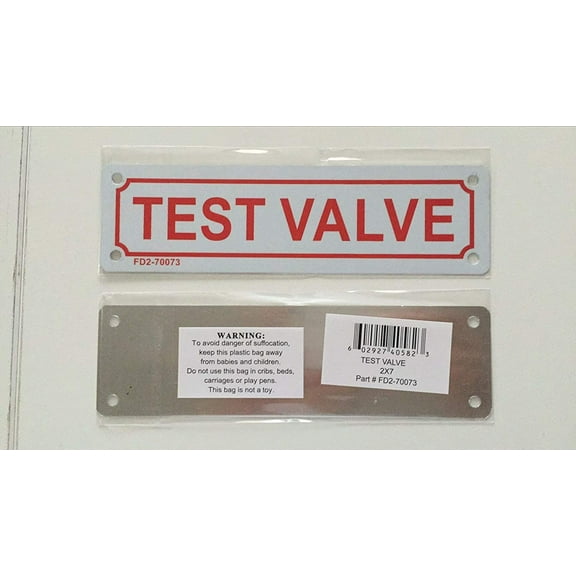 TEST VALVE
FD2-70073
WARNING:
To avoid danger of suffocation,
keep this plastic bag away
from babies and children.
Do not use this bag in cribs, beds,
carriages or play pens.
This bag is not a toy.
6 02927 40582 3
TEST VALVE
2X7
Part # FD2-70073